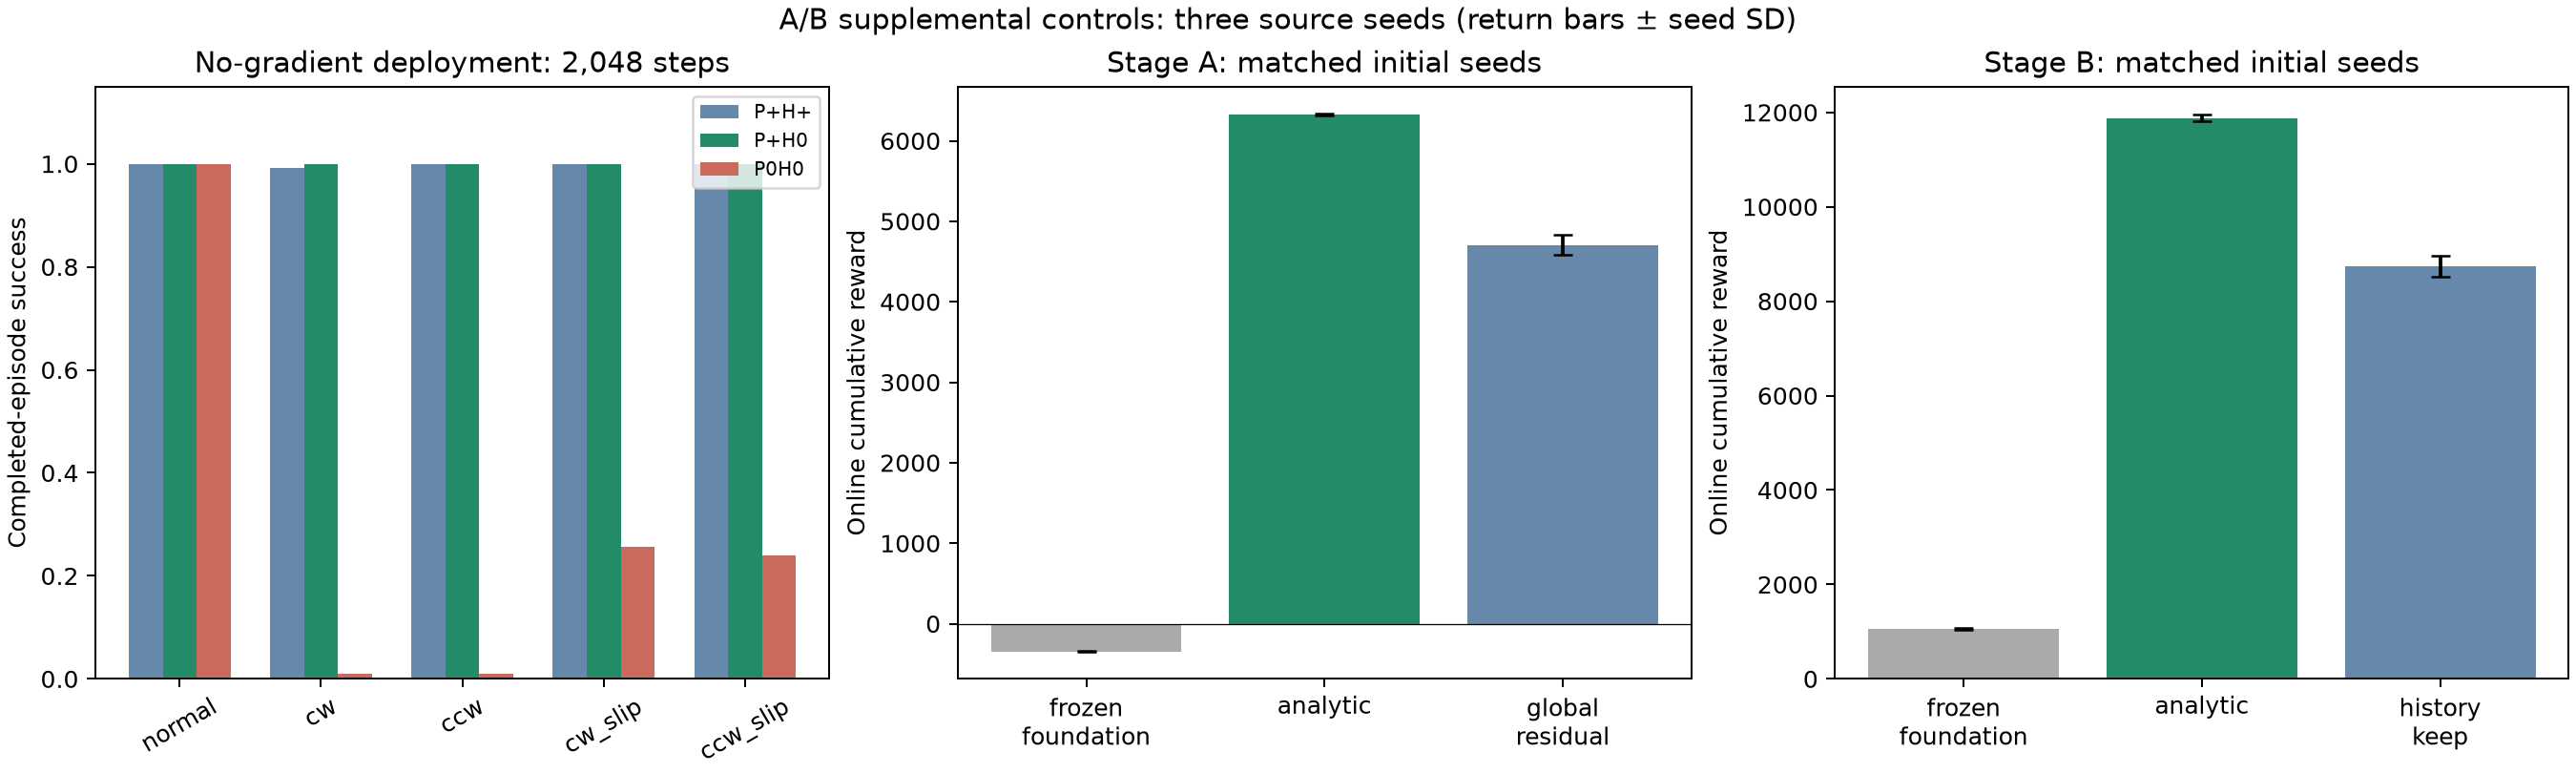 A/B supplemental controls: three source seeds (return bars ± seed SD)
No-gradient deployment: 2,048 steps
Completed-episode success
1.0
0.8
0.6
0.4
0.2
0.0
P+H+
P+H0
P0H0
normal
cw
ccw
cw_slip
ccw_slip
Stage A: matched initial seeds
Online cumulative reward
6000
5000
4000
3000
2000
1000
0
frozen
foundation
analytic
global
residual
Stage B: matched initial seeds
Online cumulative reward
12000
10000
8000
6000
4000
2000
0
frozen
foundation
analytic
history
keep